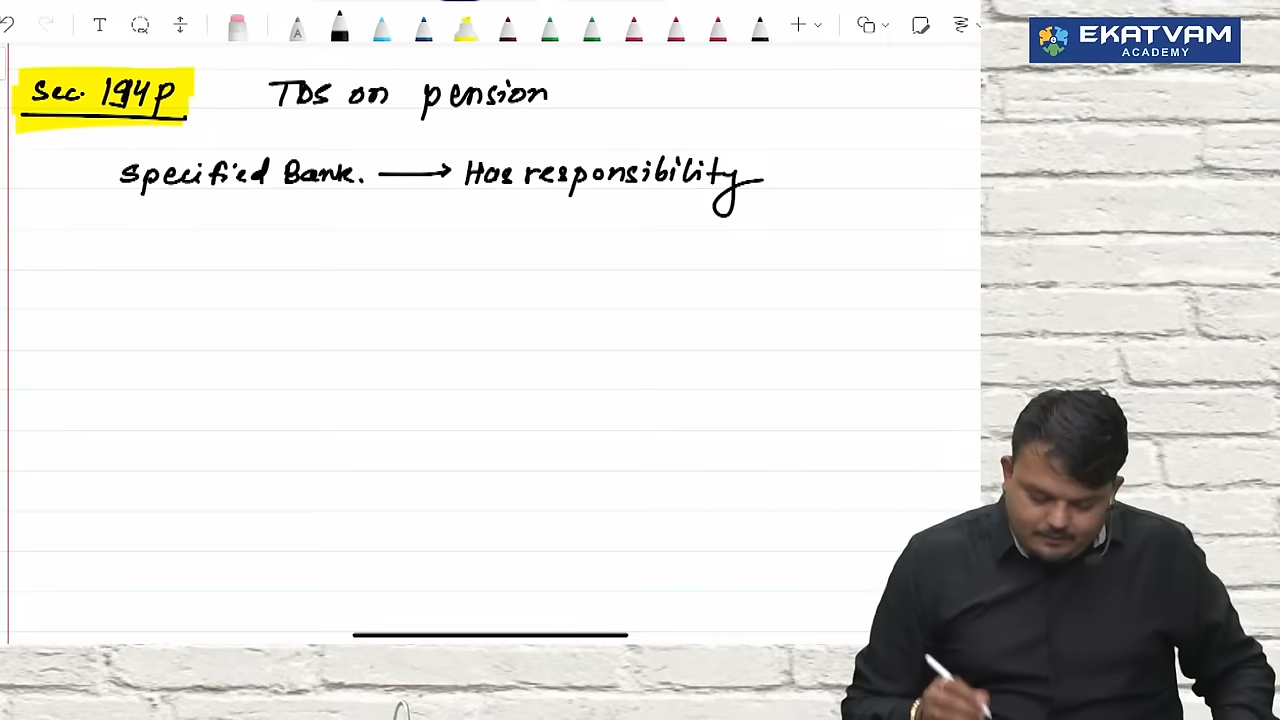 Sec. 194P TDS on pension
Specified Bank. → Has responsibility
EKATVAM
ACADEMY